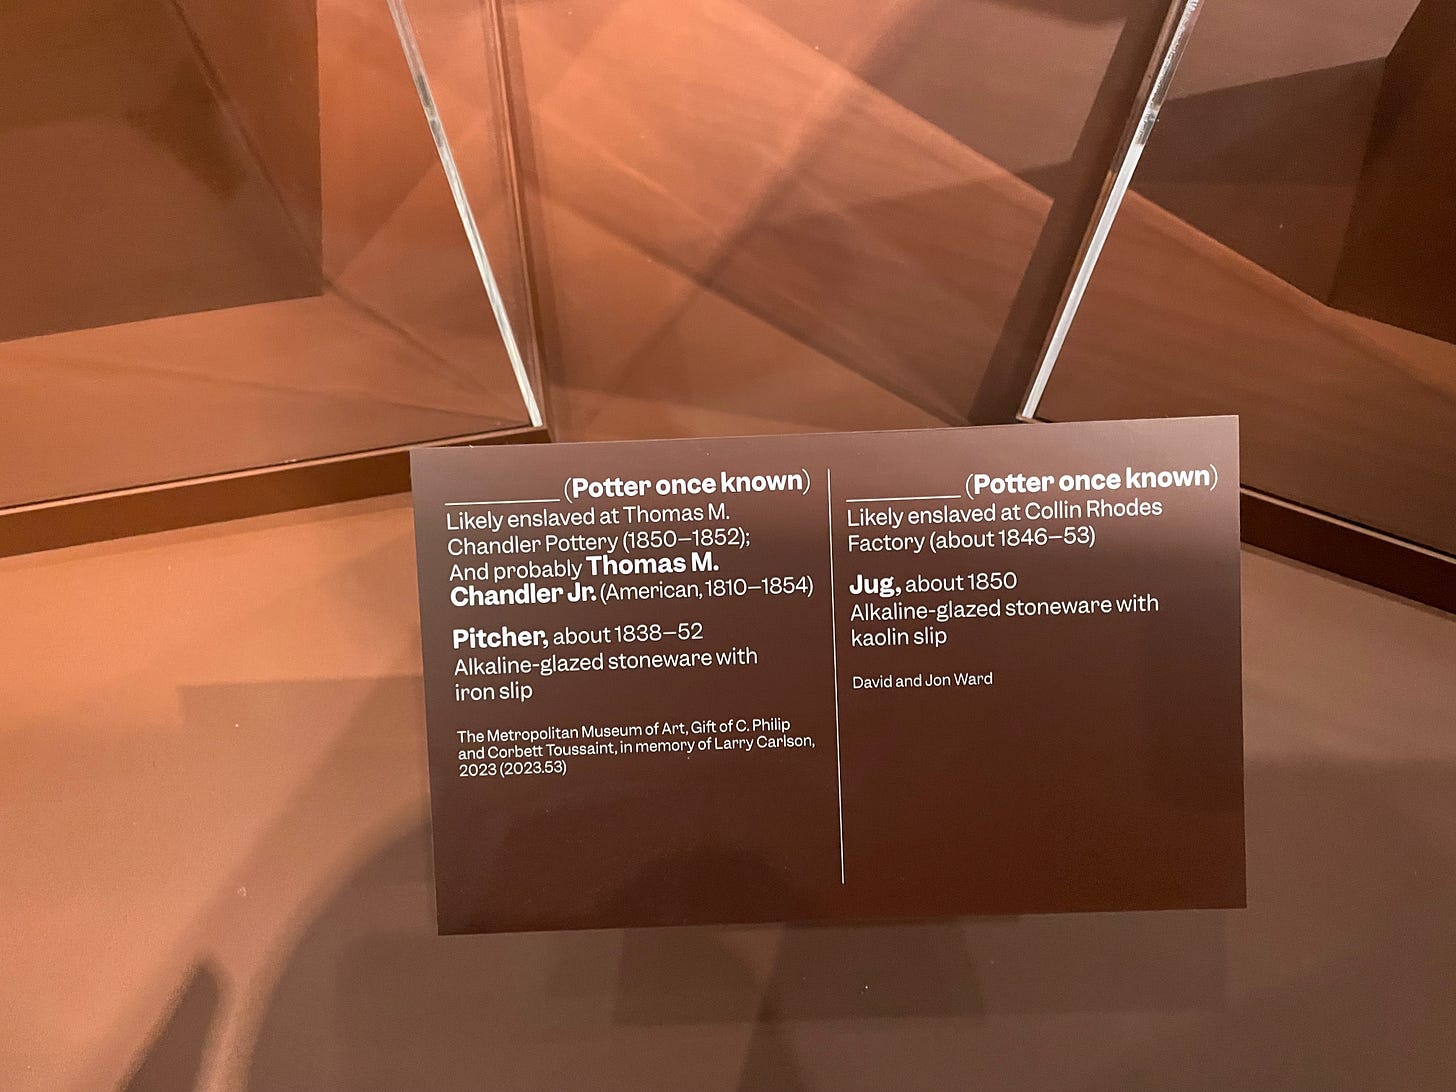 ________ (Potter once known)
Likely enslaved at Thomas M.
Chandler Pottery (1850–1852);
And probably Thomas M.
Chandler Jr. (American, 1810–1854)
Pitcher, about 1838–52
Alkaline-glazed stoneware with
iron slip
The Metropolitan Museum of Art, Gift of C. Philip
and Corbett Toussaint, in memory of Larry Carlson,
2023 (2023.53)
________ (Potter once known)
Likely enslaved at Collin Rhodes
Factory (about 1846–53)
Jug, about 1850
Alkaline-glazed stoneware with
kaolin slip
David and Jon Ward